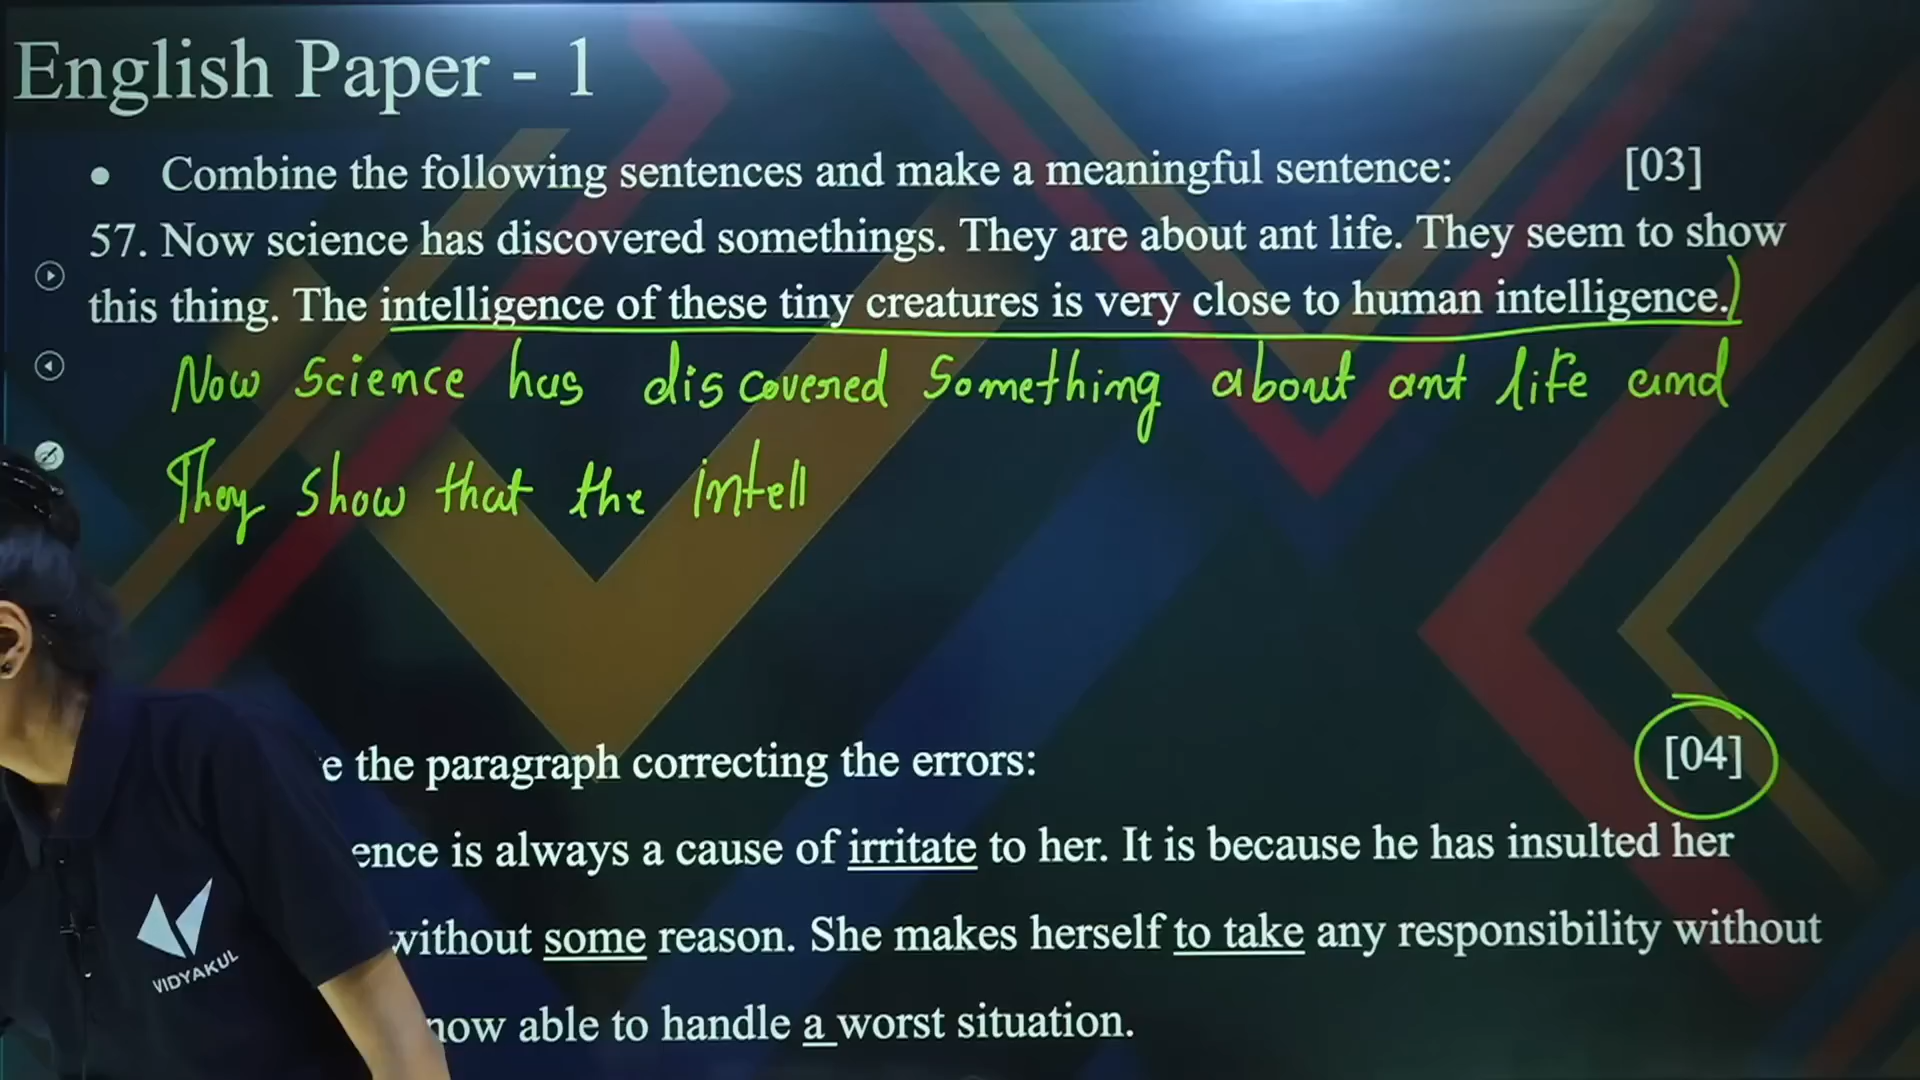 English Paper - 1
• Combine the following sentences and make a meaningful sentence: [03]
57. Now science has discovered somethings. They are about ant life. They seem to show
this thing. The intelligence of these tiny creatures is very close to human intelligence.)
Now Science has discovered Something about ant life and
They show that the intell
e the paragraph correcting the errors: [04]
ence is always a cause of irritate to her. It is because he has insulted her
without some reason. She makes herself to take any responsibility without
now able to handle a worst situation.
VIDYAKUL